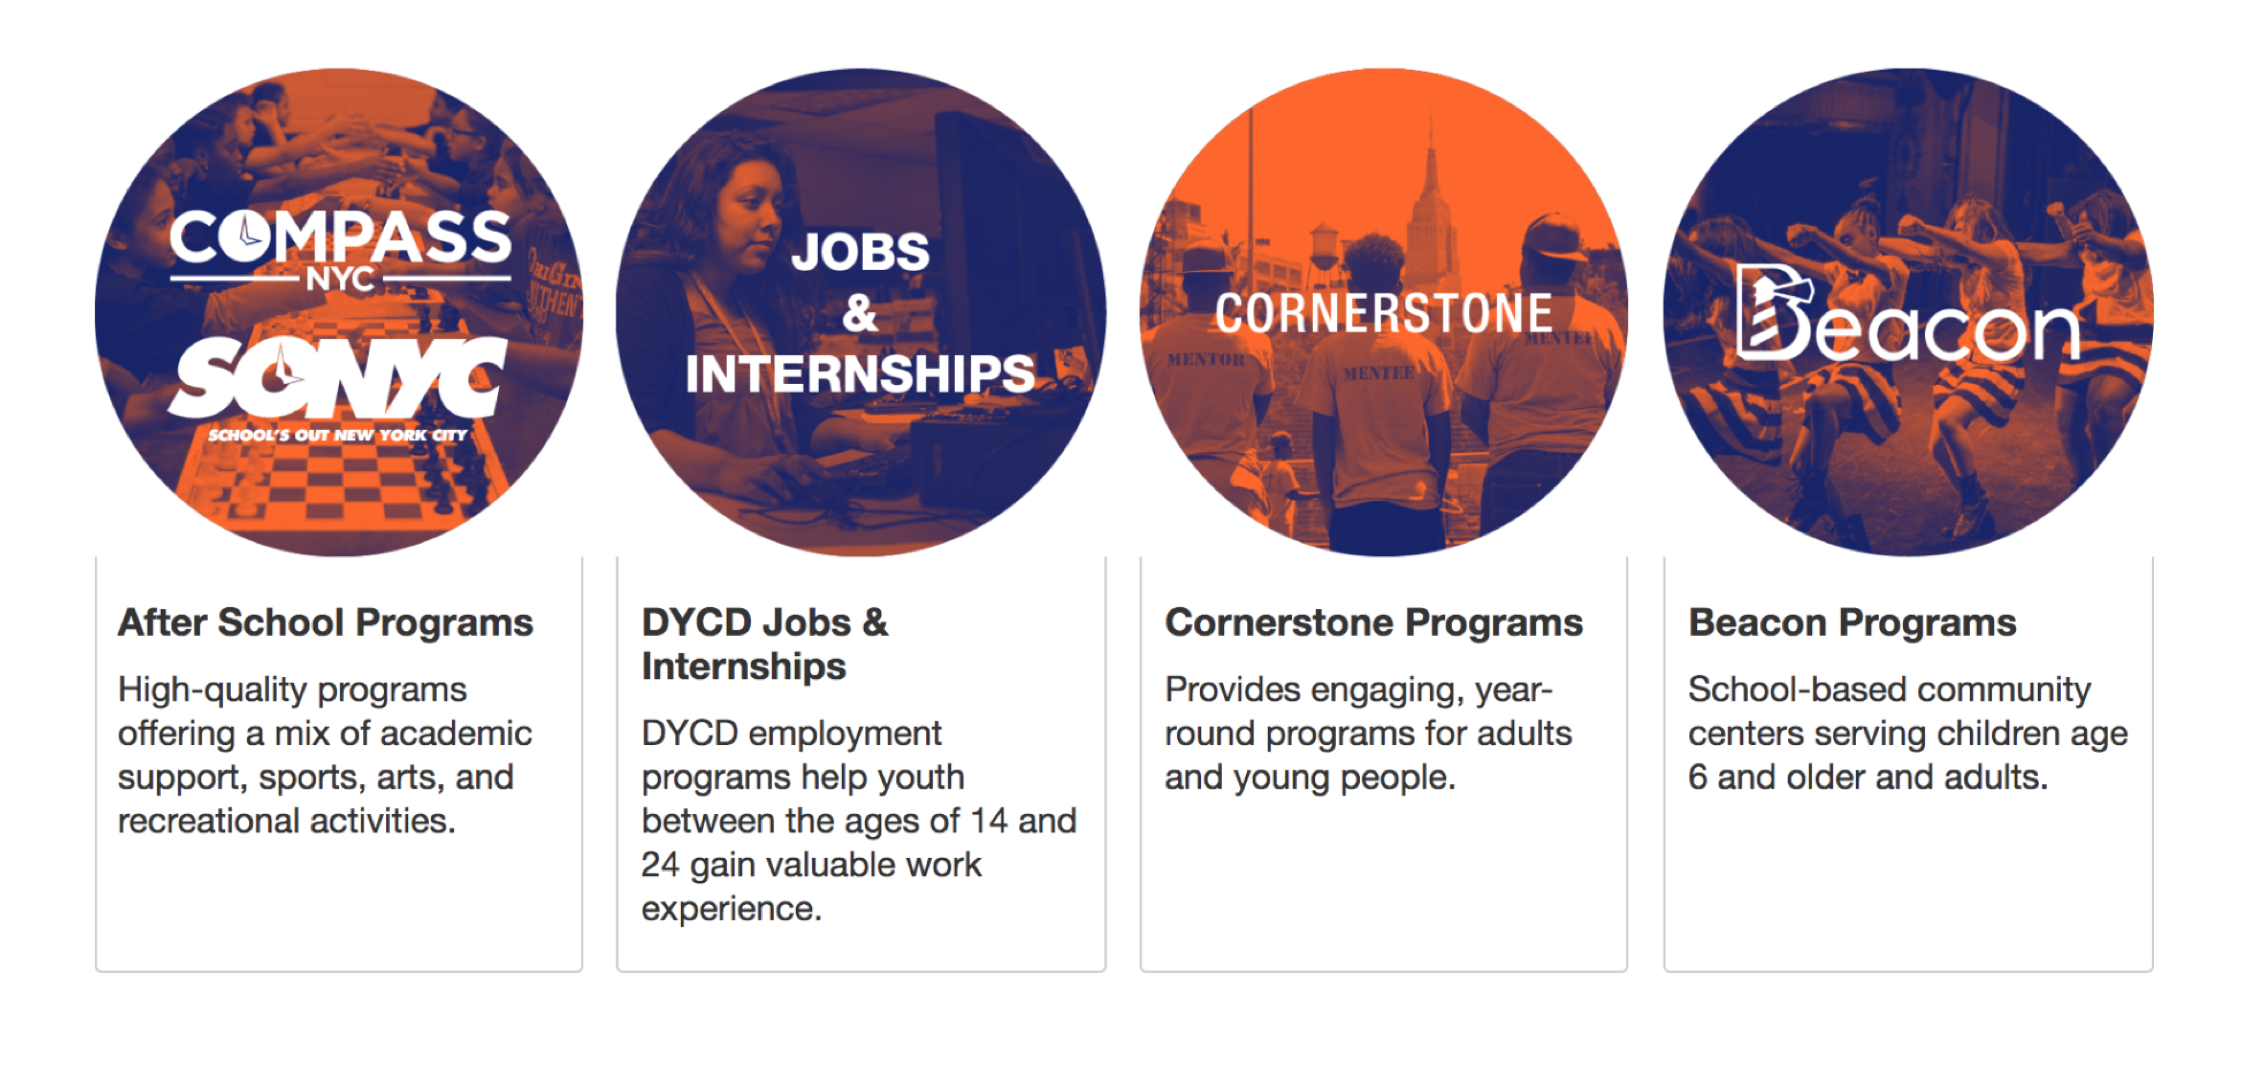 COMPASS
NYC
SONYC
SCHOOL'S OUT NEW YORK CITY
After School Programs
High-quality programs
offering a mix of academic
support, sports, arts, and
recreational activities.
JOBS
&
INTERNSHIPS
DYCD Jobs &
Internships
DYCD employment
programs help youth
between the ages of 14 and
24 gain valuable work
experience.
CORNERSTONE
MENTOR
MENTEE
MENTEE
Cornerstone Programs
Provides engaging, year-
round programs for adults
and young people.
Beacon
Beacon Programs
School-based community
centers serving children age
6 and older and adults.